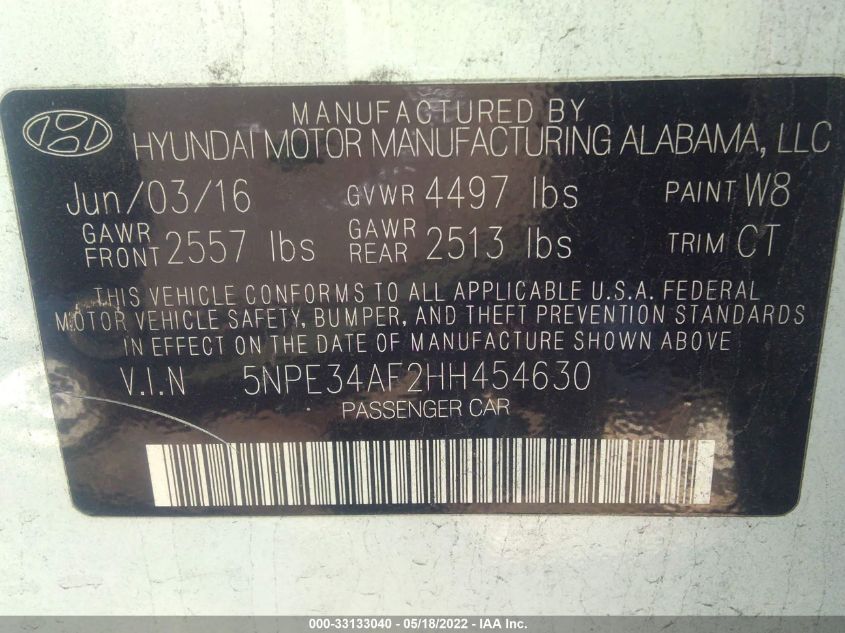 MANUFACTURED BY
HYUNDAI MOTOR MANUFACTURING ALABAMA, LLC
Jun/03/16 GVWR 4497 lbs PAINT W8
GAWR FRONT 2557 lbs GAWR REAR 2513 lbs TRIM CT
THIS VEHICLE CONFORMS TO ALL APPLICABLE U.S.A. FEDERAL
MOTOR VEHICLE SAFETY, BUMPER, AND THEFT PREVENTION STANDARDS
IN EFFECT ON THE DATE OF MANUFACTURE SHOWN ABOVE
V.I.N 5NPE34AF2HH454630
PASSENGER CAR
000-33133040 - 05/18/2022 - IAA Inc.